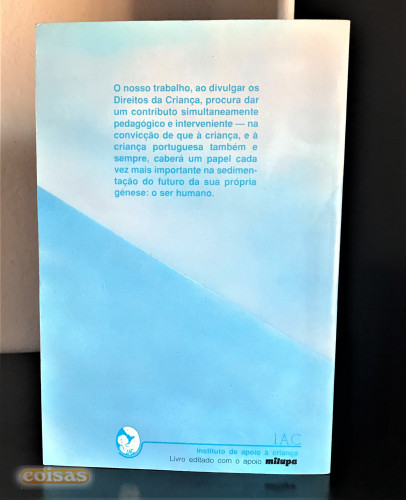 O nosso trabalho, ao divulgar os
Direitos da Criança, procura dar
um contributo simultaneamente
pedagógico e interveniente — na
convicção de que à criança, e à
criança portuguesa também e
sempre, caberá um papel cada
vez mais importante na sedimen-
tação do futuro da sua própria
génese: o ser humano.
IAC
Instituto de apoio à criança
Livro editado com o apoio milupa
coisas